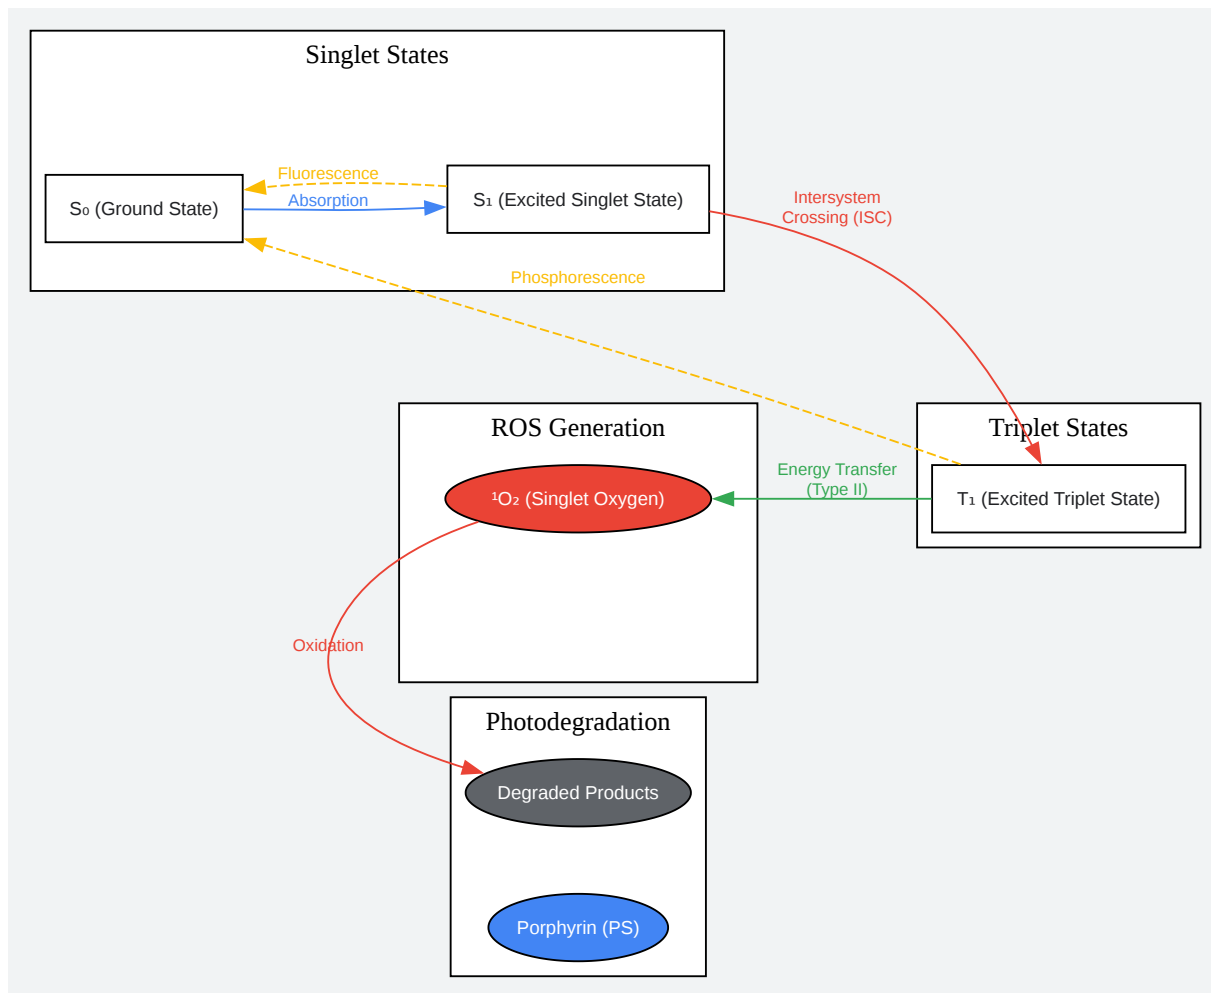 Singlet States
Fluorescence
Absorption
S₀ (Ground State)
S₁ (Excited Singlet State)
Intersystem
Crossing (ISC)
Phosphorescence
ROS Generation
Triplet States
Energy Transfer
(Type II)
¹O₂ (Singlet Oxygen)
T₁ (Excited Triplet State)
Oxidation
Photodegradation
Degraded Products
Porphyrin (PS)